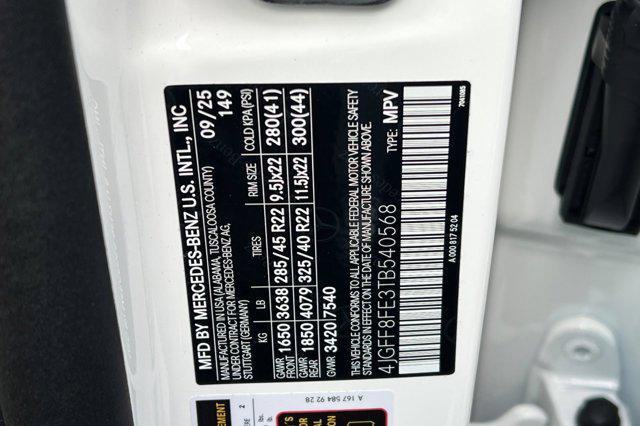 MFD BY MERCEDES-BENZ U.S. INTL., INC
MANUFACTURED IN USA (ALABAMA, TUSCALOOSA COUNTY)
UNDER CONTRACT FOR MERCEDES-BENZ AG,
STUTTGART (GERMANY)
09/25
149
KG LB TIRES RIM SIZE COLD KPA(PSI)
GAWR FRONT 1650 3638 285/45 R22 9.5Jx22 280(41)
GAWR REAR 1850 4079 325/40 R22 11.5Jx22 300(44)
GVWR 3420 7540
THIS VEHICLE CONFORMS TO ALL APPLICABLE FEDERAL MOTOR VEHICLE SAFETY
AND THEFT PREVENTION STANDARDS IN EFFECT ON THE DATE OF MANUFACTURE SHOWN ABOVE.
4JGFF8FE3TB540568
TYPE: MPV
A 000 817 52 04
7041085
A 167 584 92 28